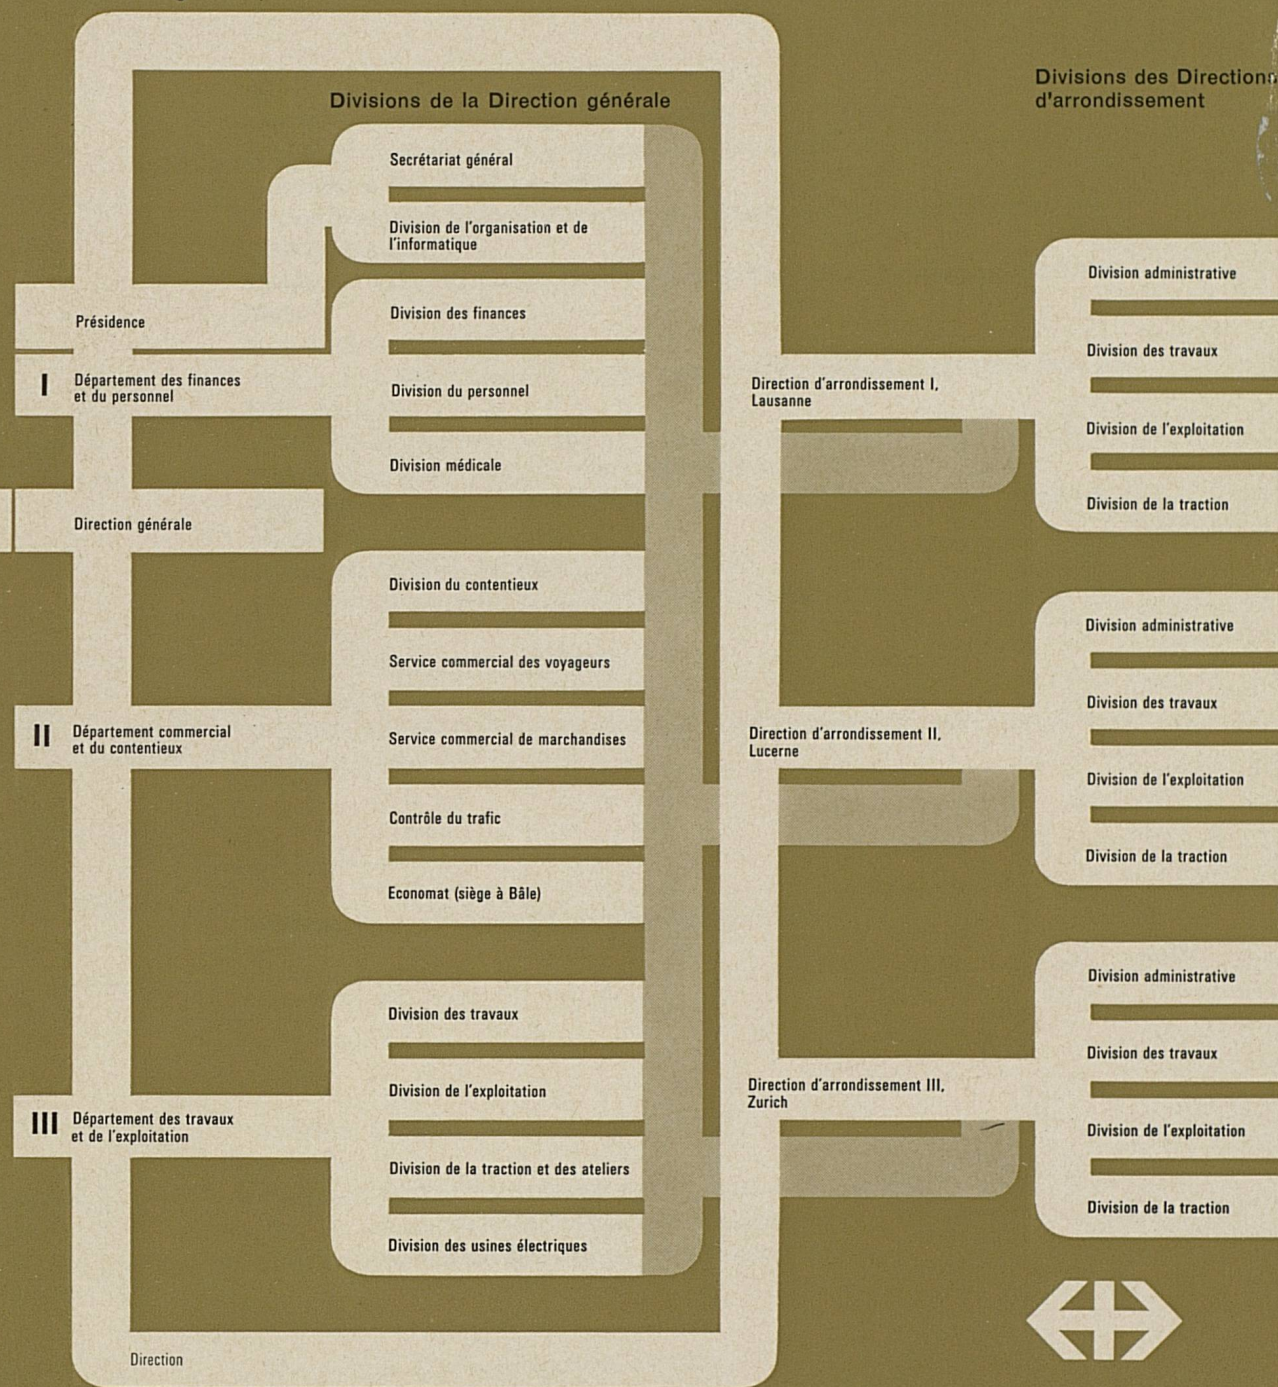 Divisions de la Direction générale
Secrétariat général
Division de l'organisation et de
l'informatique
Division des finances
Division du personnel
Division médicale
Présidence
I
Département des finances
et du personnel
Direction générale
Division du contentieux
Service commercial des voyageurs
Service commercial de marchandises
Contrôle du trafic
Economat (siège à Bâle)
II
Département commercial
et du contentieux
Division des travaux
Division de l'exploitation
Division de la traction et des ateliers
Division des usines électriques
III
Département des travaux
et de l'exploitation
Direction
Divisions des Directions
d'arrondissement
Direction d'arrondissement I,
Lausanne
Division administrative
Division des travaux
Division de l'exploitation
Division de la traction
Direction d'arrondissement II,
Lucerne
Division administrative
Division des travaux
Division de l'exploitation
Division de la traction
Direction d'arrondissement III,
Zurich
Division administrative
Division des travaux
Division de l'exploitation
Division de la traction